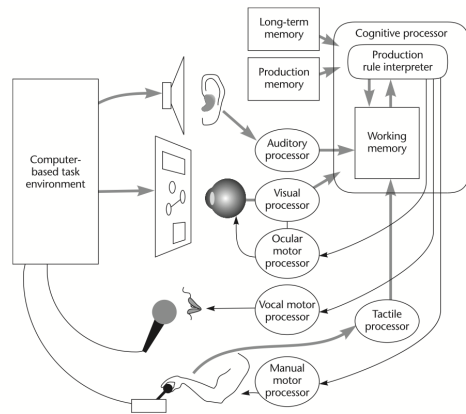 Long-term
memory
Cognitive processor
Production
rule interpreter
Production
memory
Computer-
based task
environment
Auditory
processor
Working
memory
Visual
processor
Ocular
motor
processor
Vocal motor
processor
Tactile
processor
Manual
motor
processor